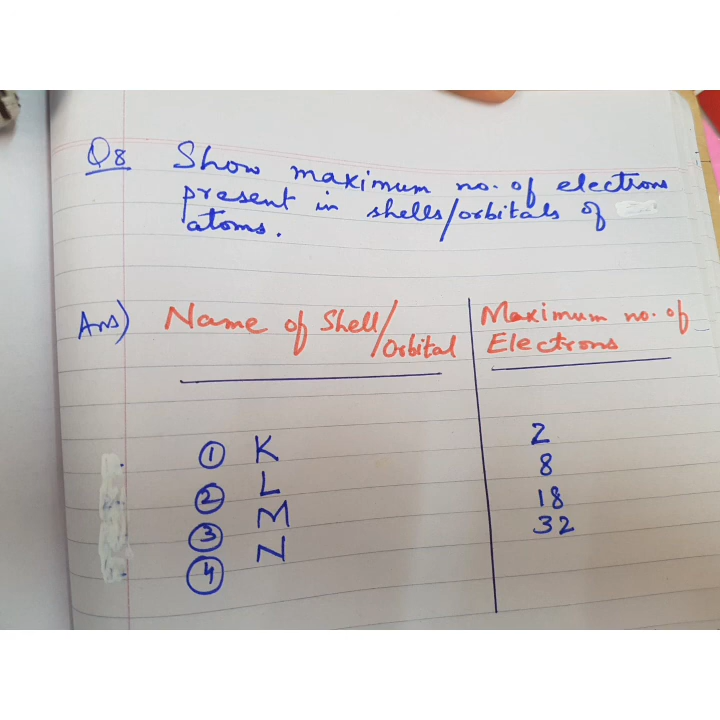 Q8 Show maximum no. of electrons
present in shells/orbitals of
atoms.
Ans) Name of Shell/Orbital Maximum no. of Electrons
① K 2
② L 8
③ M 18
④ N 32